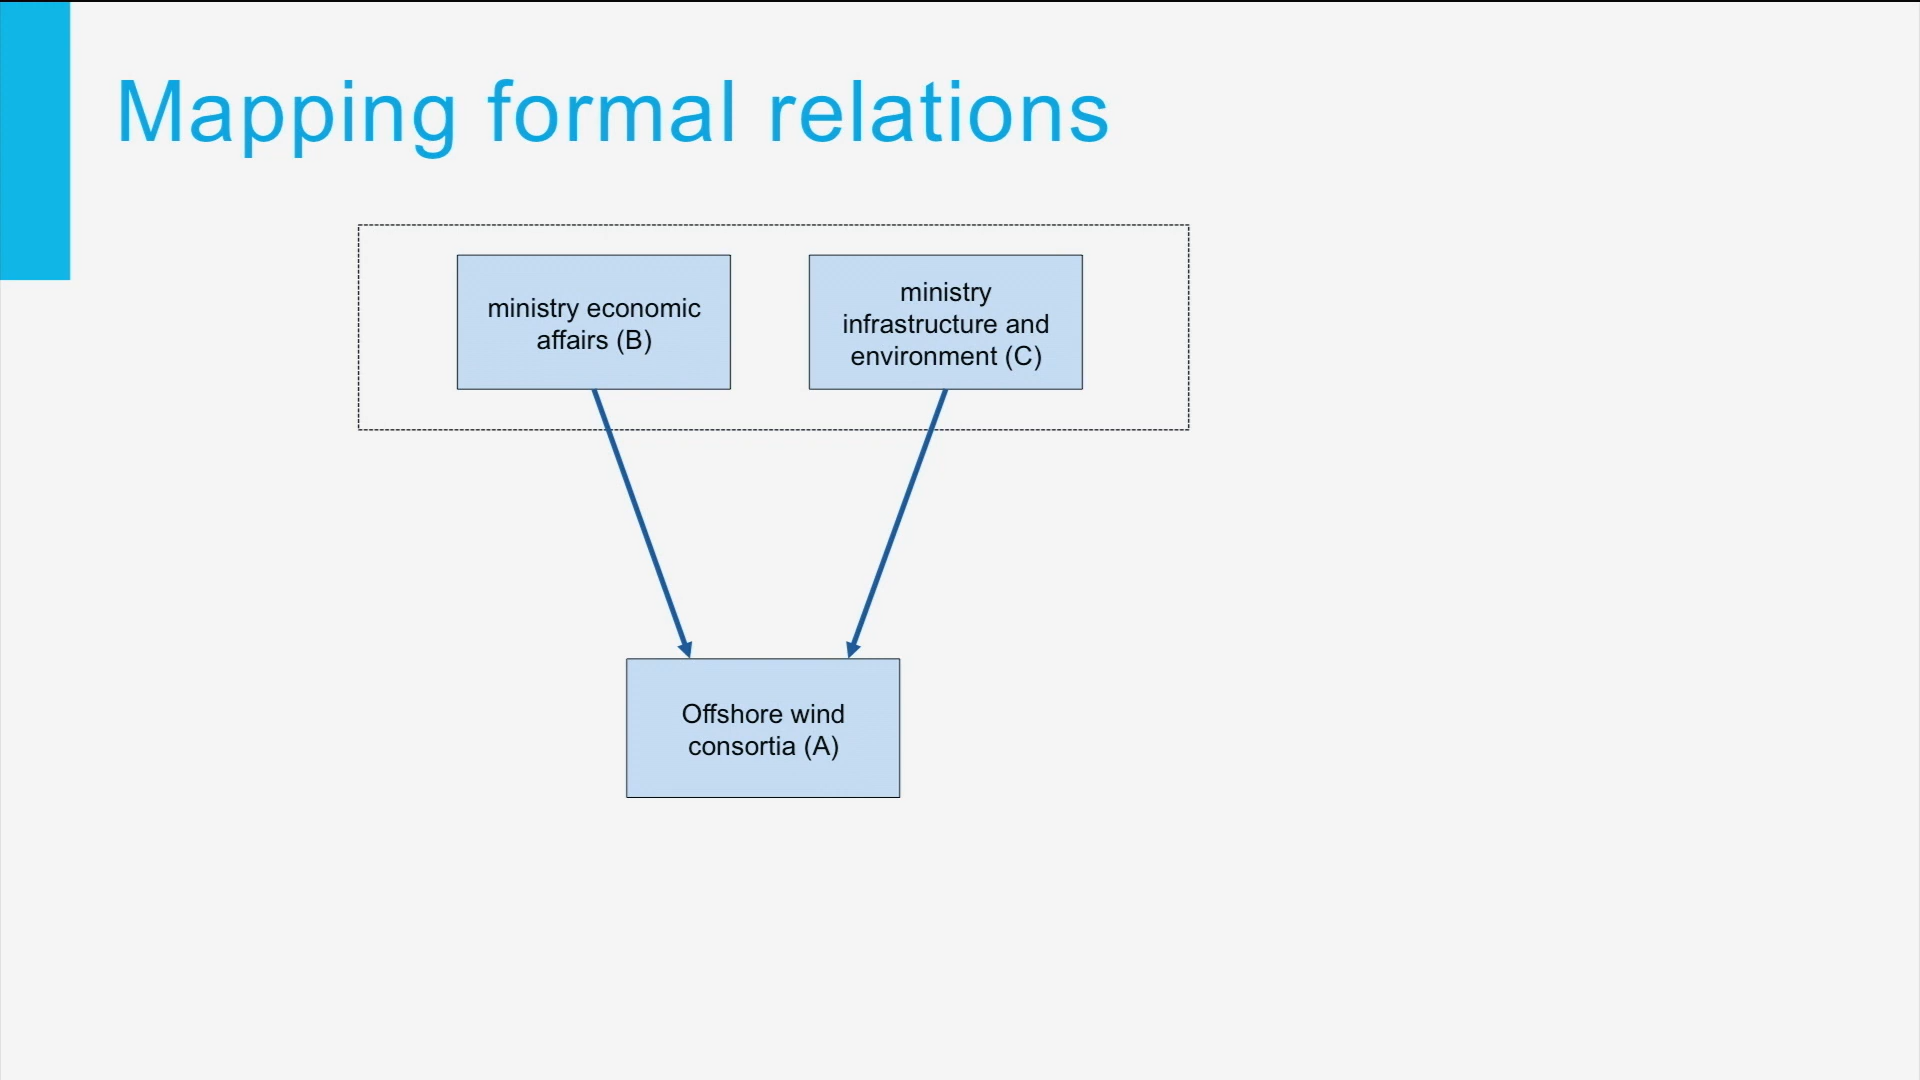 Mapping formal relations
ministry economic
affairs (B)
ministry
infrastructure and
environment (C)
Offshore wind
consortia (A)